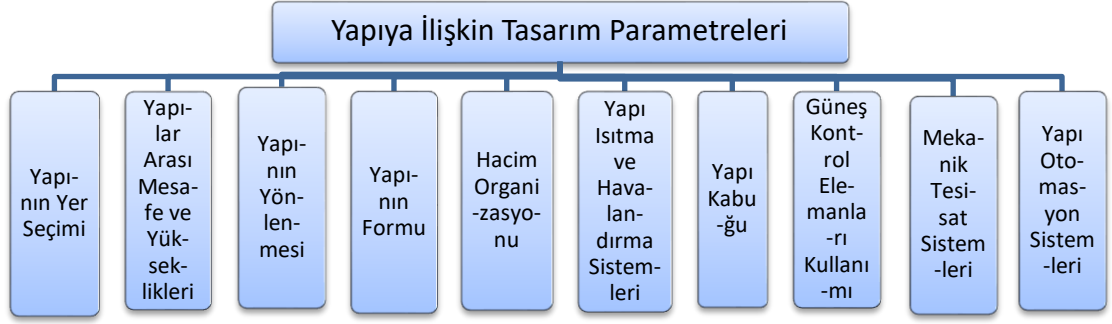 Yapıya İlişkin Tasarım Parametreleri
Yapı-
nın Yer
Seçimi
Yapı-
lar
Arası
Mesa-
fe ve
Yük-
sek-
likleri
Yapı-
nın
Yön-
len-
mesi
Yapı-
nın
Formu
Hacim
Organi
-zasyo-
nu
Yapı
Isıtma
ve
Hava-
lan-
dırma
Sistem-
leri
Yapı
Kabu
-ğu
Güneş
Kont-
rol
Ele-
manla
-rı
Kullanı
-mı
Meka-
nik
Tesi-
sat
Sistem
-leri
Yapı
Oto-
mas-
yon
Sistem
-leri